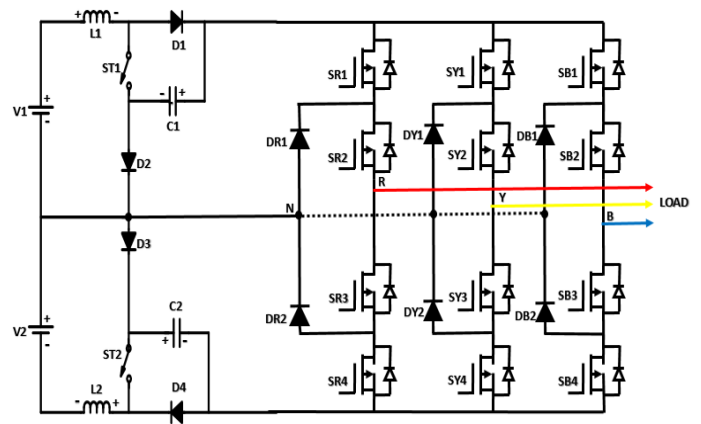 + -
L1
D1
ST1
- +
C1
SR1
SY1
SB1
V1
+
-
D2
DR1
DY1
DB1
SR2
SY2
SB2
R
N
Y
B
LOAD
D3
V2
+
-
C2
+ -
ST2
DR2
DY2
DB2
SR3
SY3
SB3
L2
- +
D4
SR4
SY4
SB4